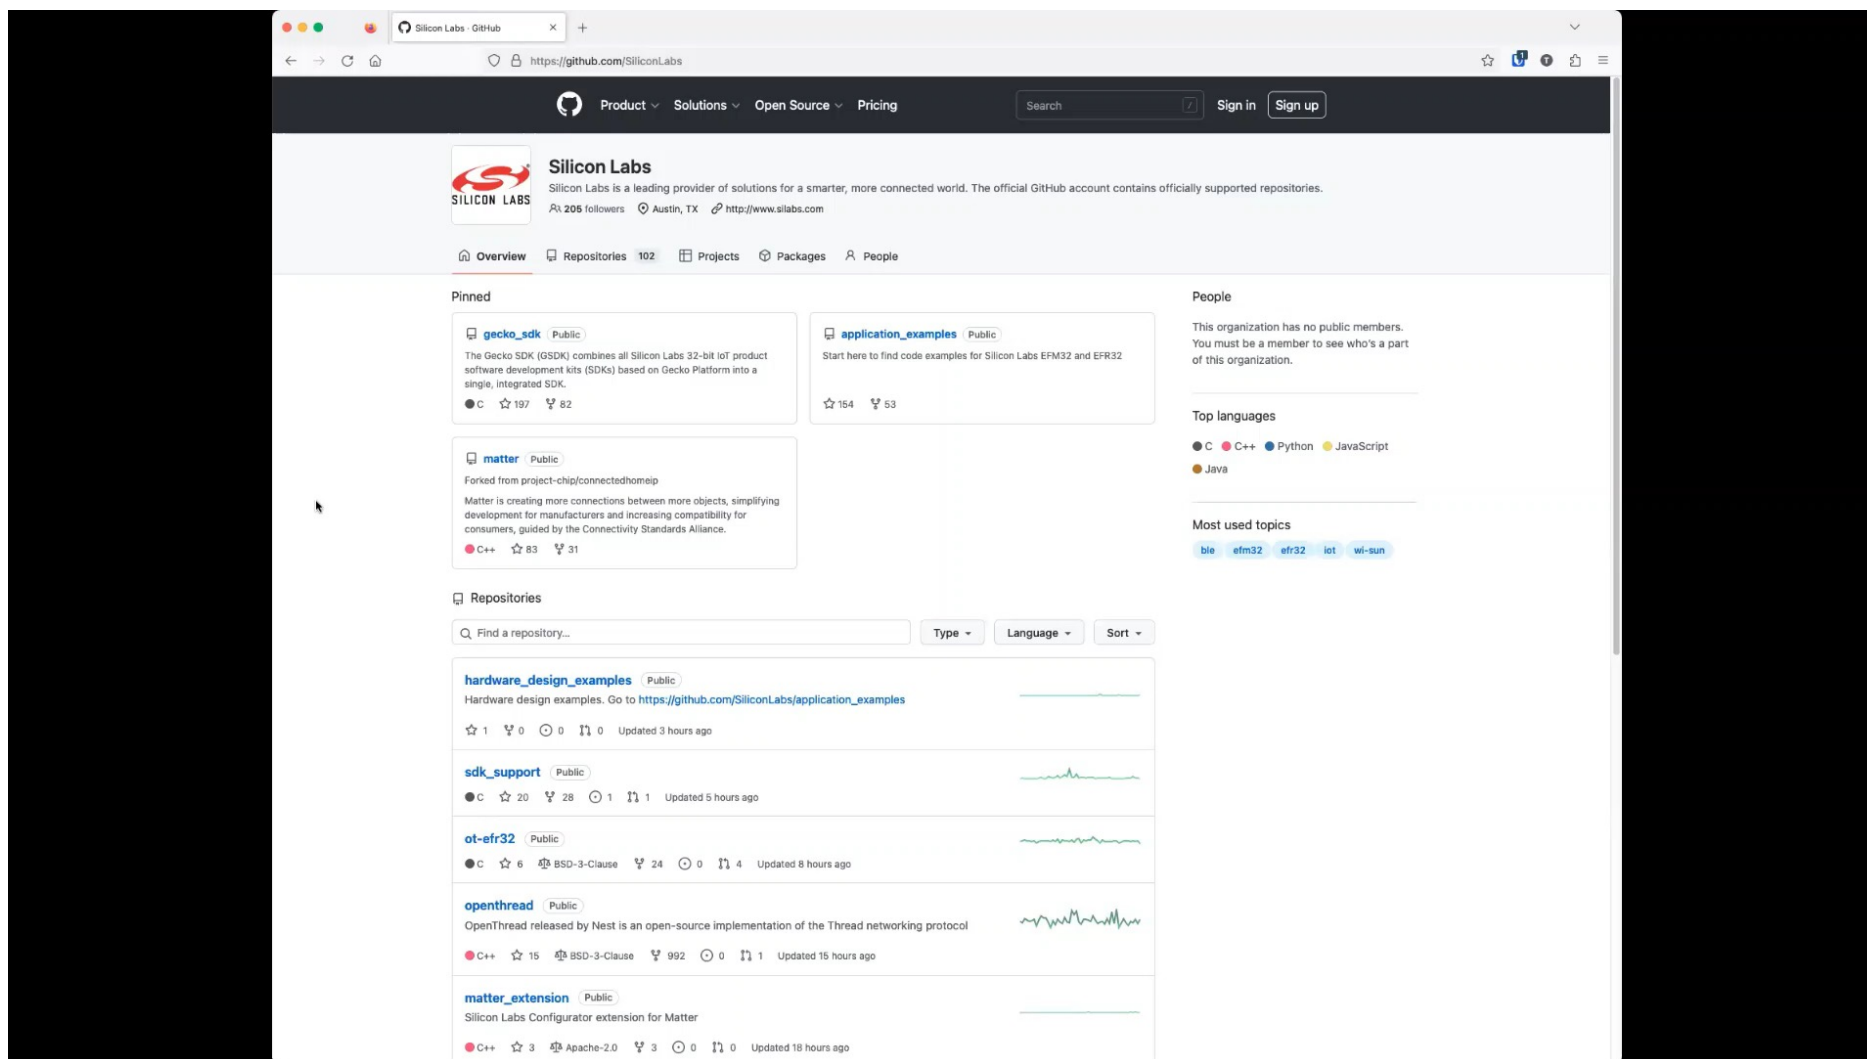 Silicon Labs · GitHub
https://github.com/SiliconLabs
1
T
Product
Solutions
Open Source
Pricing
Search
/
Sign in
Sign up
SILICON LABS
Silicon Labs
Silicon Labs is a leading provider of solutions for a smarter, more connected world. The official GitHub account contains officially supported repositories.
205 followers
Austin, TX
http://www.silabs.com
Overview
Repositories 102
Projects
Packages
People
Pinned
gecko_sdk Public
The Gecko SDK (GSDK) combines all Silicon Labs 32-bit IoT product
software development kits (SDKs) based on Gecko Platform into a
single, integrated SDK.
C 197 82
application_examples Public
Start here to find code examples for Silicon Labs EFM32 and EFR32
154 53
matter Public
Forked from project-chip/connectedhomeip
Matter is creating more connections between more objects, simplifying
development for manufacturers and increasing compatibility for
consumers, guided by the Connectivity Standards Alliance.
C++ 83 31
People
This organization has no public members.
You must be a member to see who's a part
of this organization.
Top languages
C C++ Python JavaScript
Java
Most used topics
ble efm32 efr32 iot wi-sun
Repositories
Find a repository...
Type
Language
Sort
hardware_design_examples Public
Hardware design examples. Go to https://github.com/SiliconLabs/application_examples
1 0 0 0 Updated 3 hours ago
sdk_support Public
C 20 28 1 1 Updated 5 hours ago
ot-efr32 Public
C 6 BSD-3-Clause 24 0 4 Updated 8 hours ago
openthread Public
OpenThread released by Nest is an open-source implementation of the Thread networking protocol
C++ 15 BSD-3-Clause 992 0 1 Updated 15 hours ago
matter_extension Public
Silicon Labs Configurator extension for Matter
C++ 3 Apache-2.0 3 0 0 Updated 18 hours ago